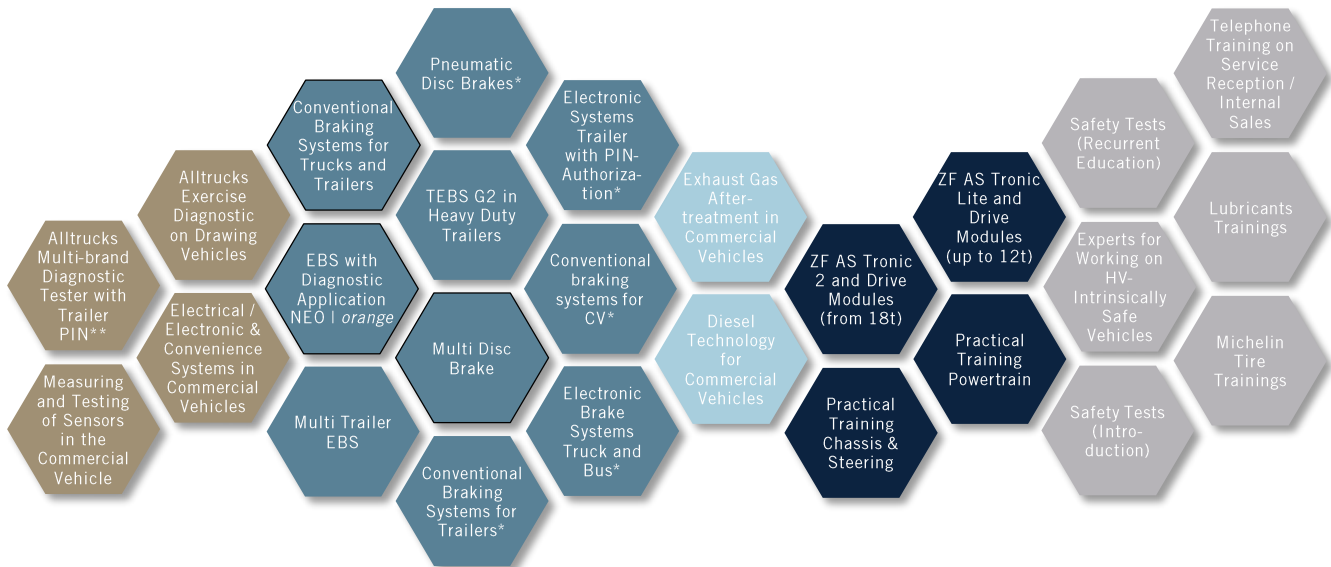 Alltrucks
Multi-brand
Diagnostic
Tester with
Trailer
PIN**
Measuring
and Testing
of Sensors
in the
Commercial
Vehicle
Alltrucks
Exercise
Diagnostic
on Drawing
Vehicles
Electrical /
Electronic &
Convenience
Systems in
Commercial
Vehicles
Conventional
Braking
Systems for
Trucks and
Trailers
EBS with
Diagnostic
Application
NEO | orange
Multi Trailer
EBS
Pneumatic
Disc Brakes*
TEBS G2 in
Heavy Duty
Trailers
Multi Disc
Brake
Conventional
Braking
Systems for
Trailers*
Electronic
Systems
Trailer
with PIN-
Authoriza-
tion*
Conventional
braking
systems for
CV*
Electronic
Brake
Systems
Truck and
Bus*
Exhaust Gas
After-
treatment in
Commercial
Vehicles
Diesel
Technology
for
Commercial
Vehicles
ZF AS Tronic
2 and Drive
Modules
(from 18t)
Practical
Training
Chassis &
Steering
ZF AS Tronic
Lite and
Drive
Modules
(up to 12t)
Practical
Training
Powertrain
Safety Tests
(Recurrent
Education)
Experts for
Working on
HV-
Intrinsically
Safe
Vehicles
Safety Tests
(Intro-
duction)
Telephone
Training on
Service
Reception /
Internal
Sales
Lubricants
Trainings
Michelin
Tire
Trainings